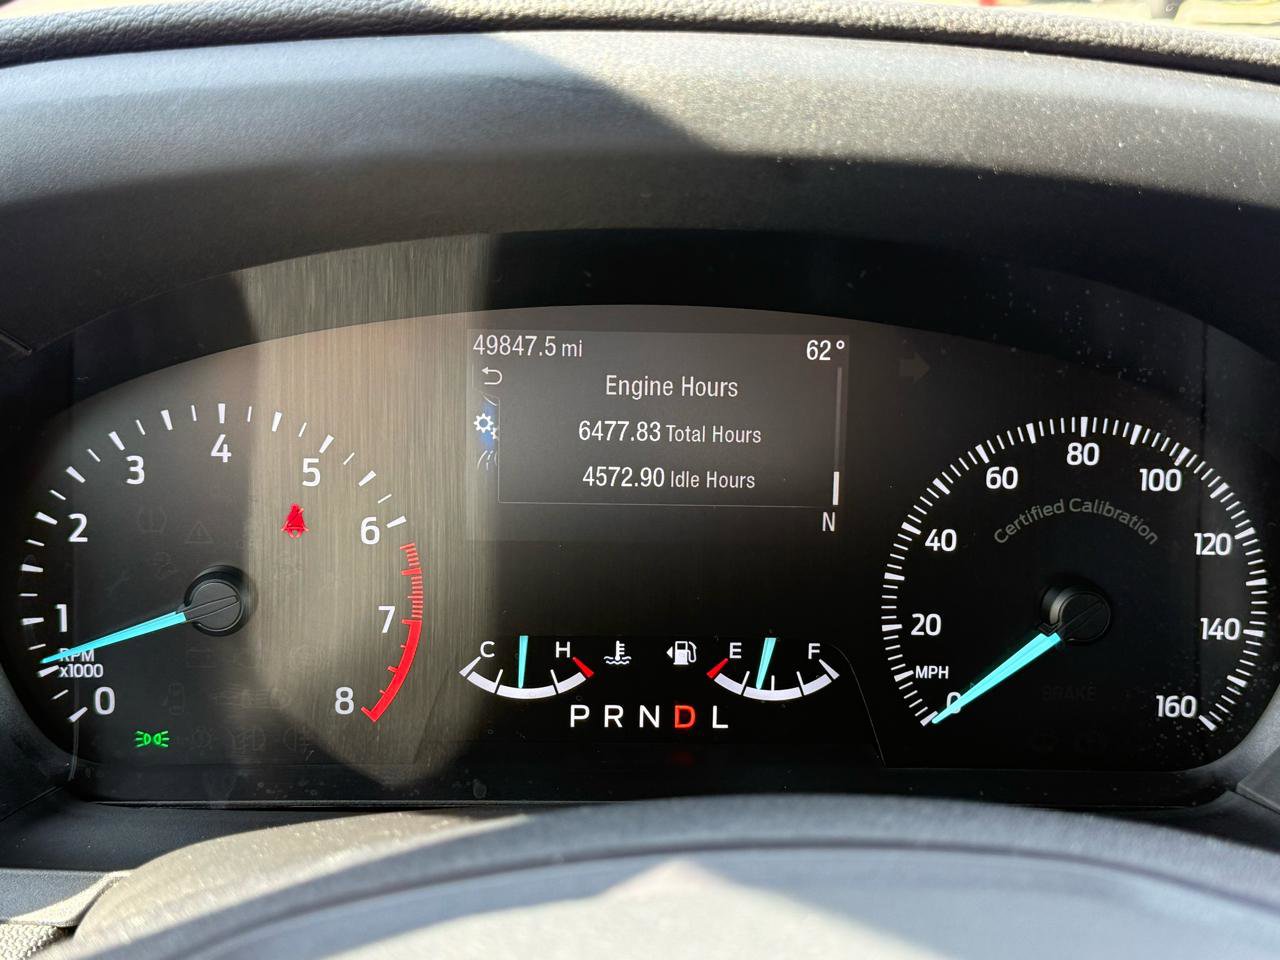 49847.5 mi
62°
Engine Hours
6477.83 Total Hours
4572.90 Idle Hours
N
0 1 2 3 4 5 6 7 8
RPM
x1000
C H
E F
P R N D L
0 20 40 60 80 100 120 140 160
MPH
Certified Calibration
BRAKE